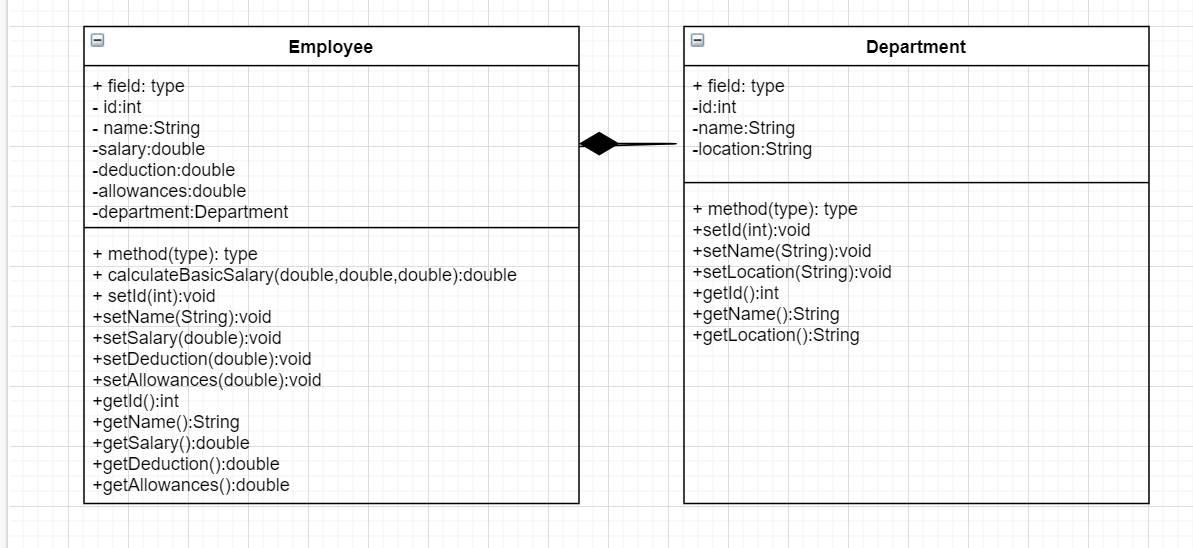 Employee
+ field: type
- id:int
- name:String
-salary:double
-deduction:double
-allowances:double
-department:Department
+ method(type): type
+ calculateBasicSalary(double,double,double):double
+ setId(int):void
+setName(String):void
+setSalary(double):void
+setDeduction(double):void
+setAllowances(double):void
+getId():int
+getName():String
+getSalary():double
+getDeduction():double
+getAllowances():double
Department
+ field: type
-id:int
-name:String
-location:String
+ method(type): type
+setId(int):void
+setName(String):void
+setLocation(String):void
+getId():int
+getName():String
+getLocation():String